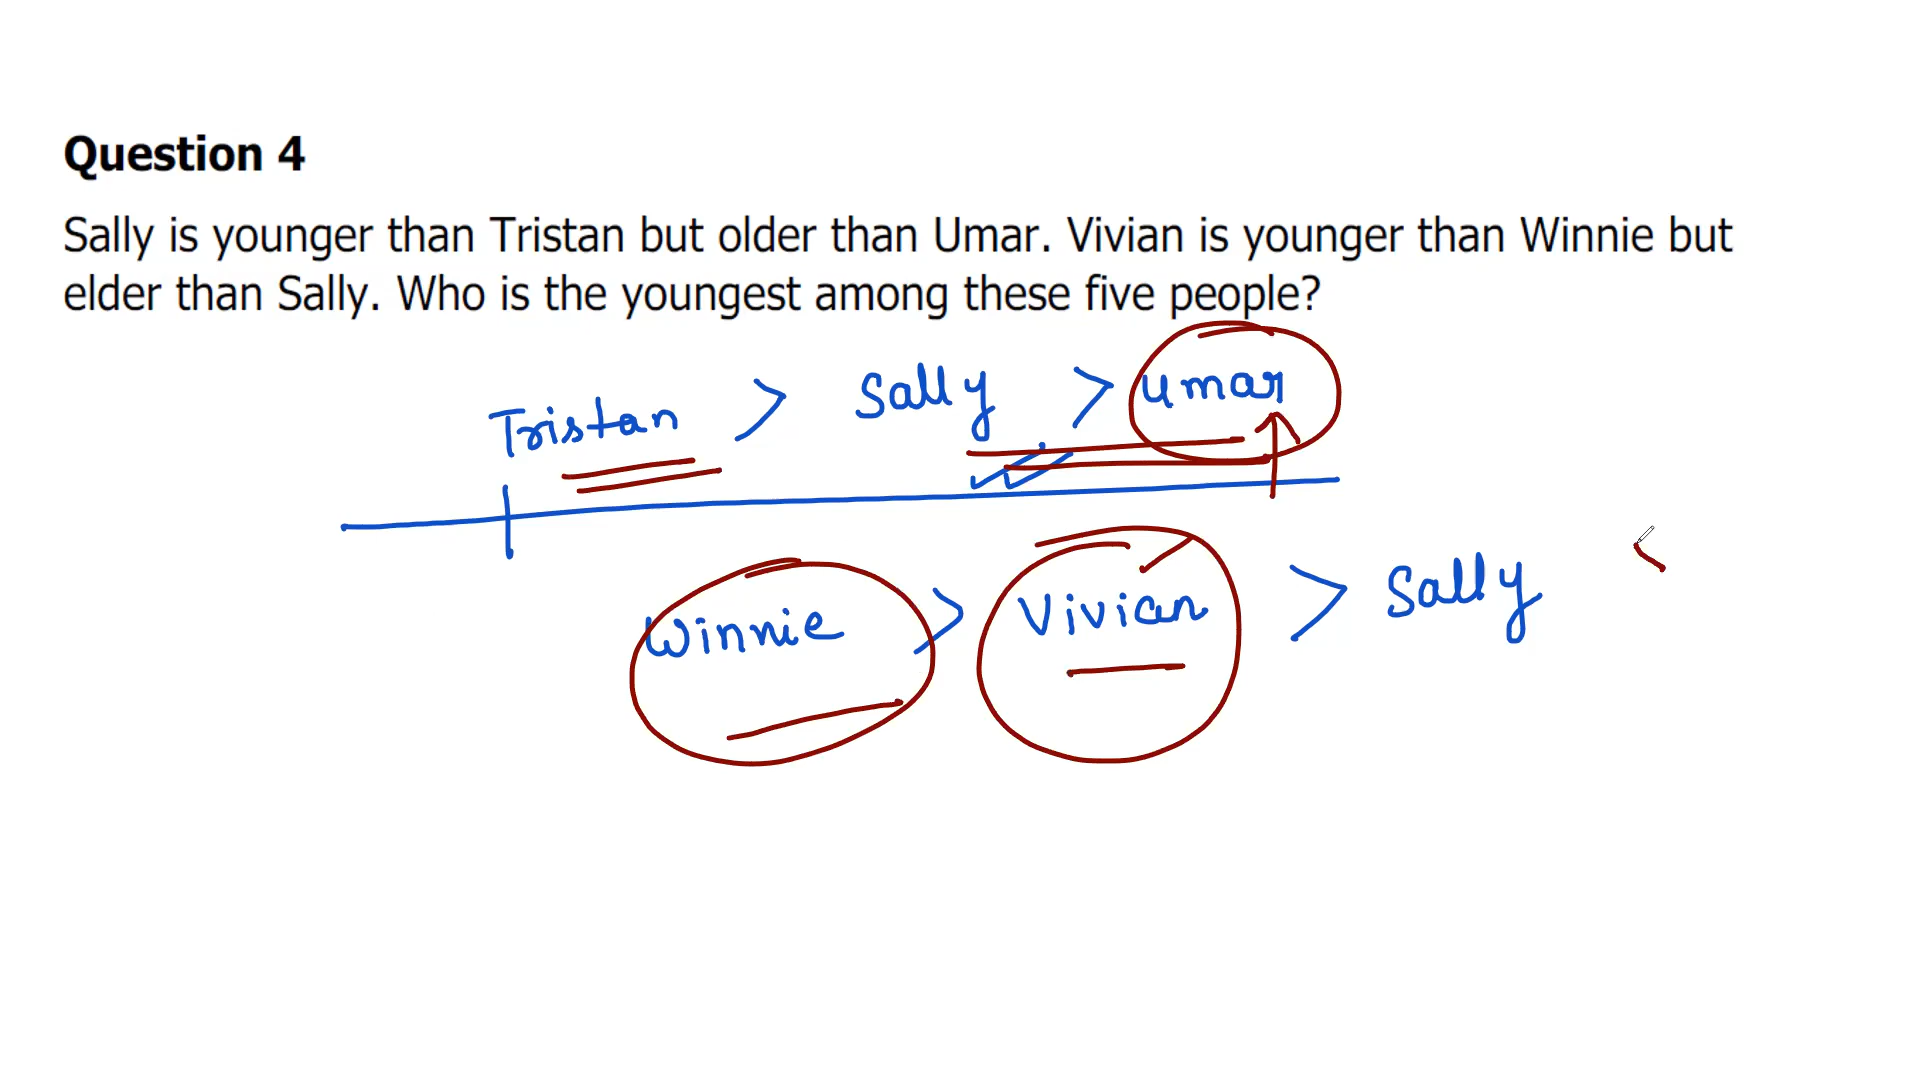 Question 4
Sally is younger than Tristan but older than Umar. Vivian is younger than Winnie but
elder than Sally. Who is the youngest among these five people?
Tristan > Sally > Umar
Winnie > Vivian > Sally